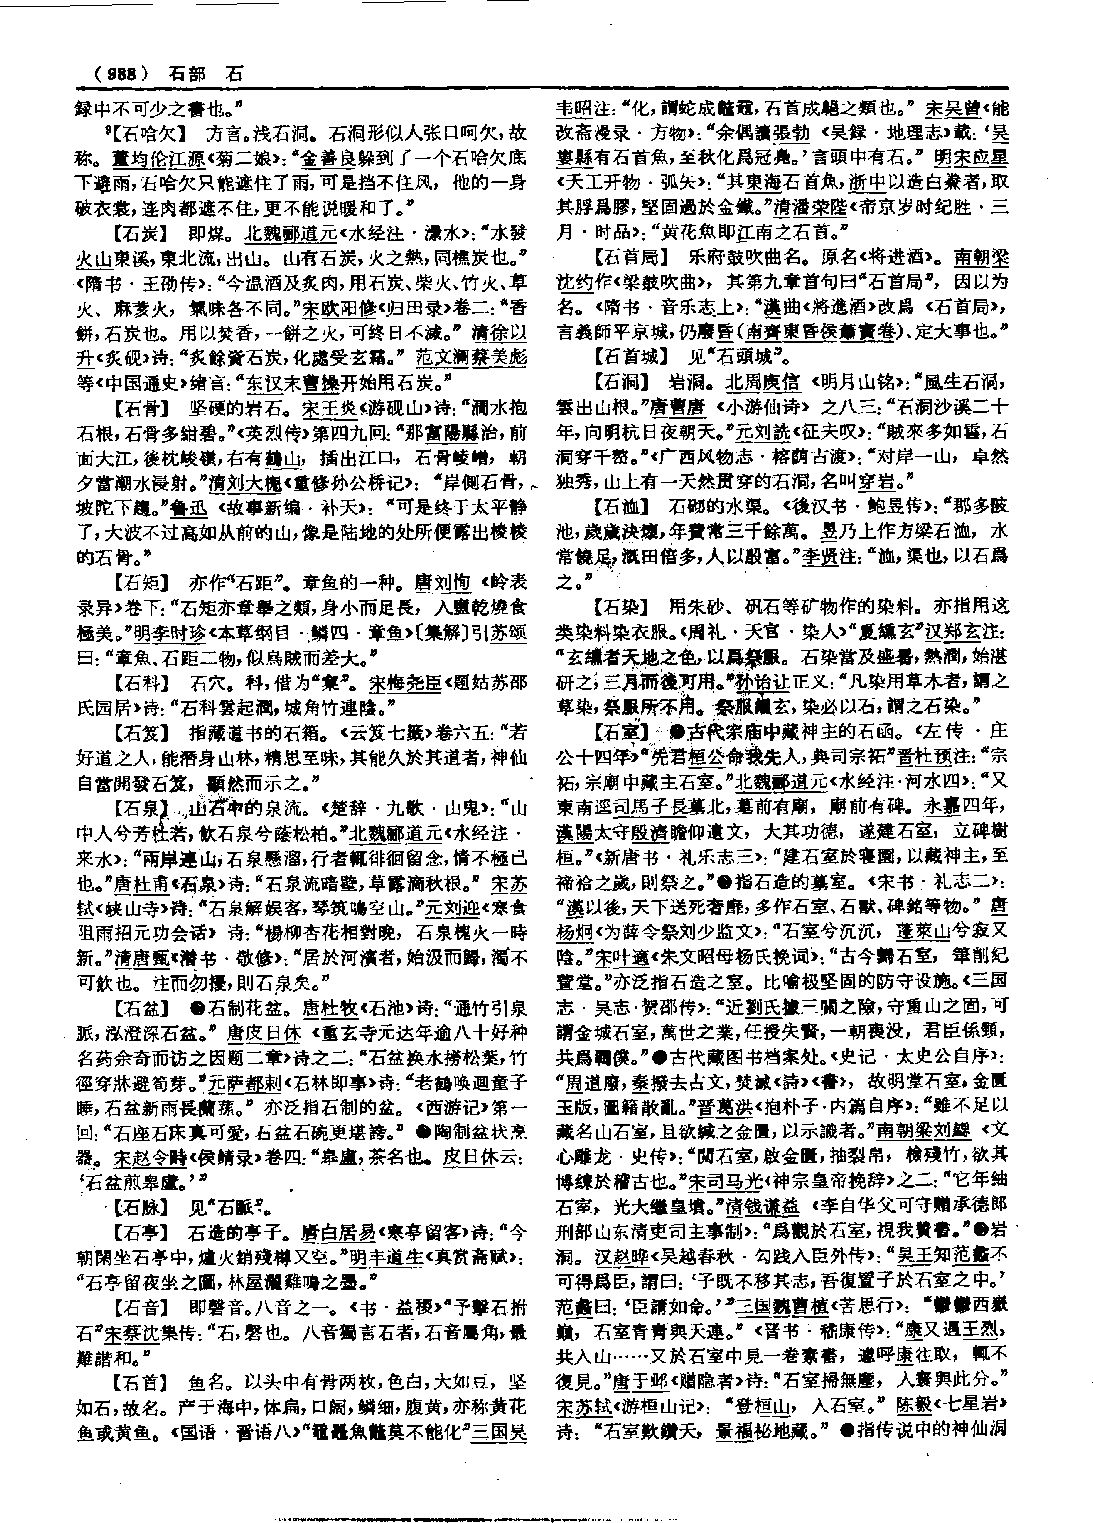 （988） 石部 石
録中不可少之書也。”
⁹【石哈欠】 方言。浅石洞。石洞形似人张口呵欠，故
称。董均伦江源《菊二娘》：“金善良躲到了一个石哈欠底
下避雨，石哈欠只能遮住了雨，可是挡不住风， 他的一身
破衣裳，连肉都遮不住，更不能说暖和了。”
【石炭】 即煤。北魏郦道元《水经注·㶟水》：“水發
火山東溪，東北流，出山。山有石炭，火之熱，同樵炭也。”
《隋书·王劭传》：“今温酒及炙肉，用石炭、柴火、竹火、草
火、麻荄火， 氣味各不同。”宋欧阳修《归田录》卷二：“香
餅，石炭也。 用以焚香，一餅之火，可终日不滅。” 清徐以
升《炙砚》诗：“炙餘資石炭，化處受玄霜。” 范文澜蔡美彪
等《中国通史》绪言：“东汉末曹操开始用石炭。”
【石骨】 坚硬的岩石。宋王炎《游砚山》诗：“澗水抱
石根，石骨多紺碧。”《英烈传》第四九回：“那富陽縣治，前
面大江，後枕峻嶺，右有鶴山， 插出江口， 石骨崚嶒， 朝
夕當潮水浸射。”清刘大櫆《重修孙公桥记》： “岸側石骨，
坡陀下趨。”鲁迅 《故事新编·补天》： “可是终于太平静
了，大波不过高如从前的山，像是陆地的处所便露出棱棱
的石骨。”
【石矩】 亦作“石距”。章鱼的一种。唐刘恂 《岭表
录异》卷下：“石矩亦章舉之類，身小而足長， 入鹽乾燒食
極美。”明李时珍《本草纲目·鳞四·章鱼》〔集解〕引苏颂
曰：“章魚、石距二物，似烏賊而差大。”
【石科】 石穴。科，借为“窠”。 宋梅尧臣《题姑苏邵
氏园居》诗：“石科雲起潤，城角竹連陰。”
【石笈】 指藏道书的石箱。《云笈七籤》卷六五：“若
好道之人，能潛身山林，精思至味，其能久於其道者，神仙
自當開發石笈， 顯然而示之。”
【石泉】 山石中的泉流。《楚辞·九歌·山鬼》：“山
中人兮芳杜若，飲石泉兮蔭松柏。”北魏郦道元《水经注·
来水》：“兩岸連山，石泉懸溜，行者輒徘徊留念，情不極已
也。”唐杜甫《石泉》诗：“石泉流暗壁，草露滴秋根。” 宋苏
轼《峡山寺》诗：“石泉解娱客，琴筑鳴空山。”元刘迎《寒食
阻雨招元功会话》 诗：“楊柳杏花相對晚， 石泉槐火一時
新。”清唐甄《潜书·敬修》：“居於河濱者，始汲而歸，濁不
可飲也。 注而勿擾，則石泉矣。”
【石盆】 ❶石制花盆。唐杜牧《石池》诗：“通竹引泉
脈，泓澄深石盆。” 唐皮日休 《重玄寺元达年逾八十好种
名药余奇而访之因题二章》诗之二：“石盆换水撈松葉，竹
徑穿牀避筍芽。”元萨都剌《石林即事》诗：“老鶴唤迴童子
睡，石盆新雨長蘭蓀。” 亦泛指石制的盆。《西游记》第一
回：“石座石床真可愛，石盆石碗更堪誇。” ❷陶制盆状烹
器。宋赵令畤《侯鲭录》卷四：“皋盧，茶名也。皮日休云：
‘石盆煎皋盧。’”
【石脉】 见“石脈”。
【石亭】 石造的亭子。唐白居易《寒亭留客》诗：“今
朝閑坐石亭中，爐火銷殘樽又空。”明丰道生《真赏斋赋》：
“石亭留夜坐之圖，林屋灑雞鳴之墨。”
【石音】 即磬音。八音之一。《书·益稷》“予擊石拊
石”宋蔡沈集传：“石，磬也。 八音獨言石者，石音屬角，最
難諧和。”
【石首】 鱼名。以头中有骨两枚，色白，大如豆， 坚
如石，故名。 产于海中，体扁，口阔，鳞细，腹黄，亦称黄花
鱼或黄鱼。《国语·晋语八》“黿鼉魚鼈莫不能化”三国吴
韦昭注：“化，謂蛇成鼈黿，石首成鳧之類也。” 宋吴曾《能
改斋漫录·方物》：“余偶讀張勃 《吴録·地理志》載：‘吴
婁縣有石首魚，至秋化爲冠鳧。’言頭中有石。” 明宋应星
《天工开物·弧矢》：“其東海石首魚，浙中以造白鯗者，取
其脬爲膠，堅固過於金鐵。”清潘荣陛《帝京岁时纪胜·三
月·时品》：“黄花魚即江南之石首。”
【石首局】 乐府鼓吹曲名。原名《将进酒》。南朝梁
沈约作《梁鼓吹曲》， 其第九章首句曰“石首局”， 因以为
名。《隋书·音乐志上》：“漢曲《將進酒》改爲 《石首局》，
言義師平京城，仍廢昏（南齊東昏侯蕭寶卷）、定大事也。”
【石首城】 见“石頭城”。
【石洞】 岩洞。北周庾信 《明月山铭》：“風生石洞，
雲出山根。”唐曹唐 《小游仙诗》 之八三：“石洞沙溪二十
年，向明杭日夜朝天。”元刘诜《征夫叹》：“賊來多如雲，石
洞穿千孔。”《广西风物志·榕荫古渡》：“对岸一山， 卓然
独秀，山上有一天然贯穿的石洞，名叫穿岩。”
【石洫】 石砌的水渠。《後汉书·鲍昱传》：“郡多陂
池，歲歲決壞，年費常三千餘萬。昱乃上作方梁石洫， 水
常饒足，溉田倍多，人以殷富。”李贤注：“洫，渠也，以石爲
之。”
【石染】 用朱砂、矾石等矿物作的染料。亦指用这
类染料染衣服。《周礼·天官·染人》“夏纁玄”汉郑玄注：
“玄纁者天地之色，以爲祭服。石染當及盛暑，熱潤，始湛
研之，三月而後可用。”孙诒让正义：“凡染用草木者，謂之
草染，祭服所不用。祭服纁玄，染必以石，謂之石染。”
【石室】 ❶古代宗庙中藏神主的石函。《左传·庄
公十四年》“先君桓公命我先人，典司宗祏”晋杜预注：“宗
祏，宗廟中藏主石室。”北魏郦道元《水经注·河水四》：“又
東南逕司馬子長墓北，墓前有廟， 廟前有碑。永嘉四年，
漢陽太守殷濟瞻仰遺文， 大其功德， 遂建石室， 立碑樹
桓。”《新唐书·礼乐志三》：“建石室於寢園，以藏神主，至
禘祫之歲，則祭之。”❷指石造的墓室。《宋书·礼志二》：
“漢以後，天下送死奢靡，多作石室、石獸、碑銘等物。” 唐
杨炯《为薛令祭刘少监文》：“石室兮沉沉， 蓬萊山兮寂又
陰。”宋叶適《朱文昭母杨氏挽词》：“古今歸石室， 筆削紀
萱堂。”亦泛指石造之室。比喻极坚固的防守设施。《三国
志·吴志·贺邵传》：“近劉氏據三關之險，守重山之固，可
謂金城石室，萬世之業，任授失賢，一朝喪没， 君臣係頸，
共爲羈僕。”❸古代藏图书档案处。《史记·太史公自序》：
“周道廢，秦撥去古文，焚滅《詩》《書》， 故明堂石室，金匱
玉版，圖籍散亂。”晋葛洪《抱朴子·内篇自序》：“雖不足以
藏名山石室，且欲緘之金匱，以示識者。”南朝梁刘勰 《文
心雕龙·史传》：“閲石室，啟金匱，抽裂帛， 檢殘竹，欲其
博練於稽古也。”宋司马光《神宗皇帝挽辞》之二：“它年紬
石室， 光大繼皇墳。”清钱谦益 《李自华父可守赠承德郎
刑部山东清吏司主事制》：“爲觀於石室，視我贊書。”❹岩
洞。 汉赵晔《吴越春秋·勾践入臣外传》：“吴王知范蠡不
可得爲臣，謂曰：‘子既不移其志，吾復置子於石室之中。’
范蠡曰：‘臣請如命。’”三国魏曹植《苦思行》： “鬱鬱西嶽
巔， 石室青青與天連。”《晋书·嵇康传》：“康又遇王烈，
共入山……又於石室中見一卷素書， 遽呼康往取， 輒不
復見。”唐于邺《赠隐者》诗：“石室掃無塵， 人寰與此分。”
宋苏轼《游桓山记》： “登桓山， 入石室。” 陈毅《七星岩》
诗： “石室欺鑽天， 景福祕地藏。” ❺指传说中的神仙洞